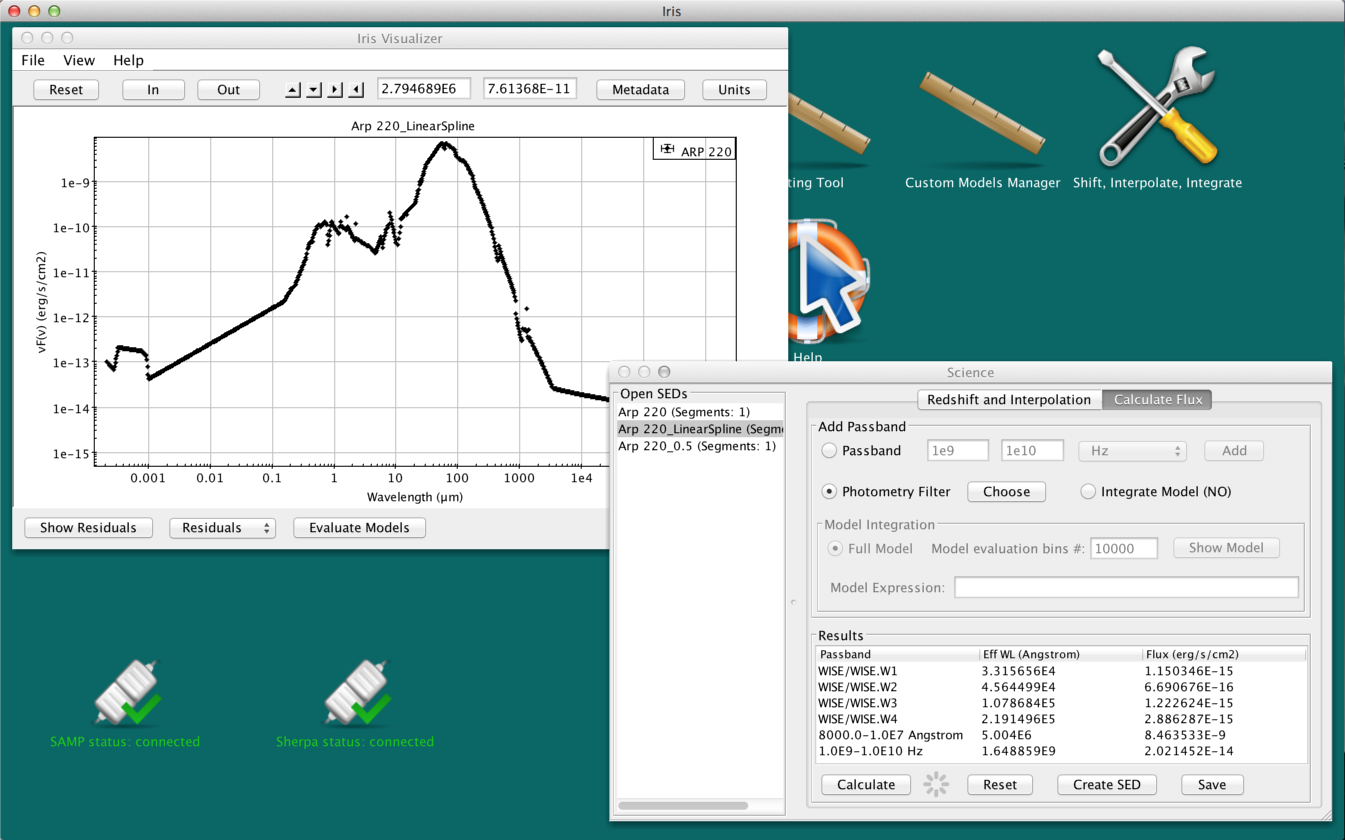 Iris
Iris Visualizer
File View Help
Reset In Out 2.794689E6 7.61368E-11 Metadata Units
Arp 220_LinearSpline
ARP 220
1e-9
1e-10
1e-11
1e-12
1e-13
1e-14
1e-15
νF(ν) (erg/s/cm2)
0.001 0.01 0.1 1 10 100 1000 1e4
Wavelength (μm)
Show Residuals Residuals Evaluate Models
ting Tool
Custom Models Manager
Shift, Interpolate, Integrate
Help
Science
Open SEDs
Arp 220 (Segments: 1)
Arp 220_LinearSpline (Segm
Arp 220_0.5 (Segments: 1)
Redshift and Interpolation Calculate Flux
Add Passband
Passband 1e9 1e10 Hz Add
Photometry Filter Choose Integrate Model (NO)
Model Integration
Full Model Model evaluation bins #: 10000 Show Model
Model Expression:
Results
Passband Eff WL (Angstrom) Flux (erg/s/cm2)
WISE/WISE.W1 3.315656E4 1.150346E-15
WISE/WISE.W2 4.564499E4 6.690676E-16
WISE/WISE.W3 1.078684E5 1.222624E-15
WISE/WISE.W4 2.191496E5 2.886287E-15
8000.0-1.0E7 Angstrom 5.004E6 8.463533E-9
1.0E9-1.0E10 Hz 1.648859E9 2.021452E-14
Calculate Reset Create SED Save
SAMP status: connected
Sherpa status: connected